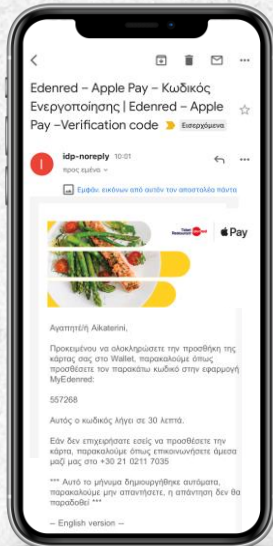 Edenred – Apple Pay – Κωδικός
Ενεργοποίησης | Edenred – Apple
Pay –Verification code Εισερχόμενα
I
idp-noreply 10:01
προς εμένα
Εμφάν. εικόνων από αυτόν τον αποστολέα πάντα
Ticket Restaurant Edenred Pay
Αγαπητέ/ή Aikaterini,
Προκειμένου να ολοκληρώσετε την προσθήκη της
κάρτας σας στο Wallet, παρακαλούμε όπως
προσθέσετε τον παρακάτω κωδικό στην εφαρμογή
MyEdenred:
557268
Αυτός ο κωδικός λήγει σε 30 λεπτά.
Εάν δεν επιχειρήσατε εσείς να προσθέσετε την
κάρτα, παρακαλούμε όπως επικοινωνήσετε άμεσα
μαζί μας στο +30 21 0211 7035
*** Αυτό το μήνυμα δημιουργήθηκε αυτόματα,
παρακαλούμε μην απαντήσετε, η απάντηση δεν θα
παραδοθεί ***
-- English version --